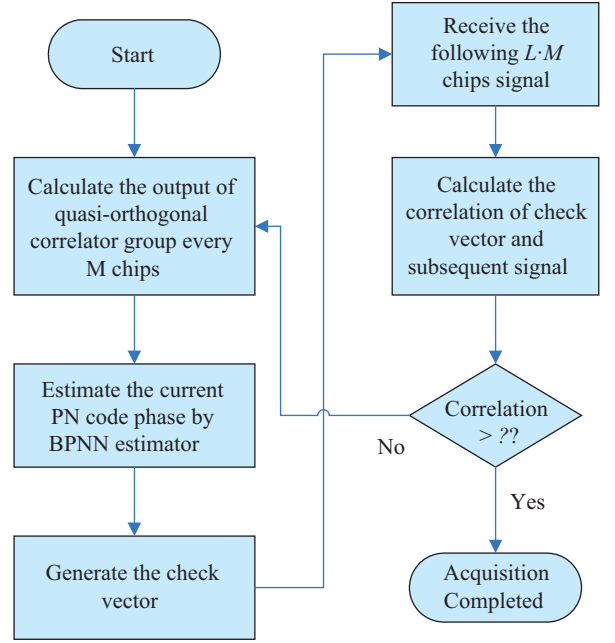 Start
Calculate the output of
quasi-orthogonal
correlator group every
M chips
Estimate the current
PN code phase by
BPNN estimator
Generate the check
vector
Receive the
following L·M
chips signal
Calculate the
correlation of check
vector and
subsequent signal
Correlation
> ??
No
Yes
Acquisition
Completed